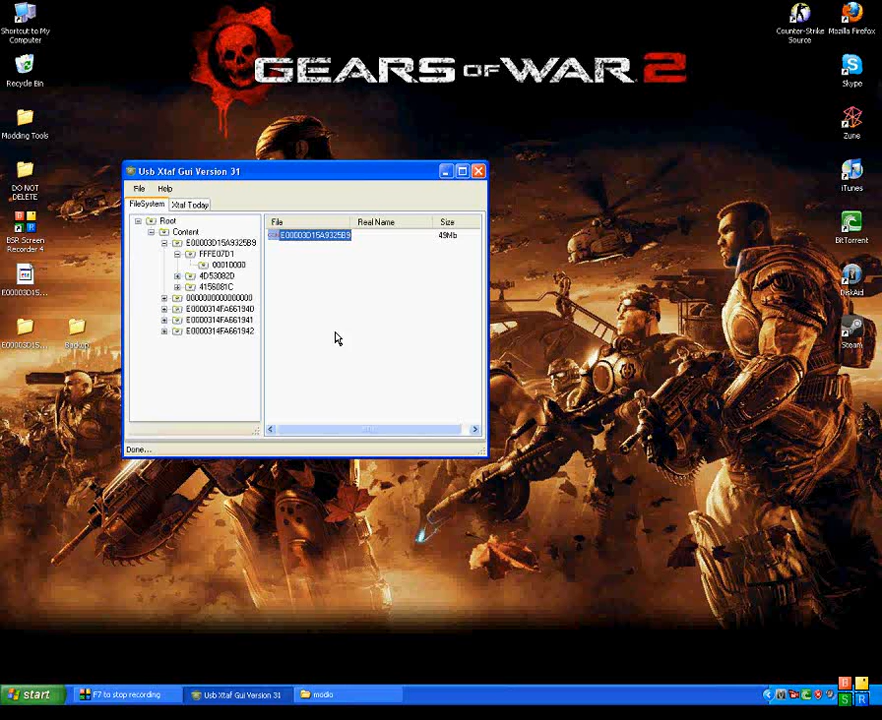 Shortcut to My
Computer
Recycle Bin
Modding Tools
DO NOT
DELETE
BSR Screen
Recorder 4
E00003D15...
E00003D15...
Backup
GEARS OF WAR 2
Counter-Strike
Source
Mozilla Firefox
Skype
Zune
iTunes
BitTorrent
DiskAid
Steam
Usb Xtaf Gui Version 31
File Help
FileSystem Xtaf Today
Root
Content
E00003D15A9325B9
FFFE07D1
00010000
4D53082D
4156081C
0000000000000000
E0000314FA661940
E0000314FA661941
E0000314FA661942
File Real Name Size
E00003D15A9325B9 49Mb
Done...
start
F7 to stop recording
Usb Xtaf Gui Version 31
modio
B
S R